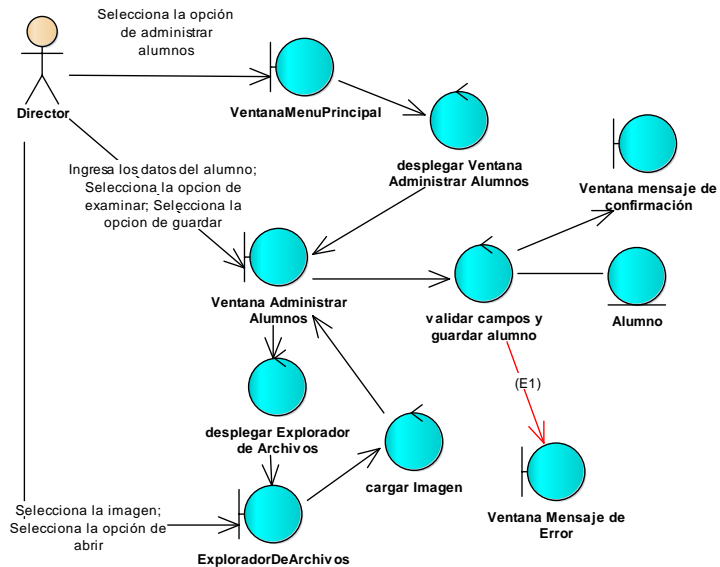 Selecciona la opción
de administrar
alumnos
Director
VentanaMenuPrincipal
desplegar Ventana
Administrar Alumnos
Ventana mensaje de
confirmación
Ingresa los datos del alumno;
Selecciona la opcion de
examinar; Selecciona la
opcion de guardar
Ventana Administrar
Alumnos
validar campos y
guardar alumno
Alumno
(E1)
desplegar Explorador
de Archivos
cargar Imagen
Selecciona la imagen;
Selecciona la opción de
abrir
ExploradorDeArchivos
Ventana Mensaje de
Error